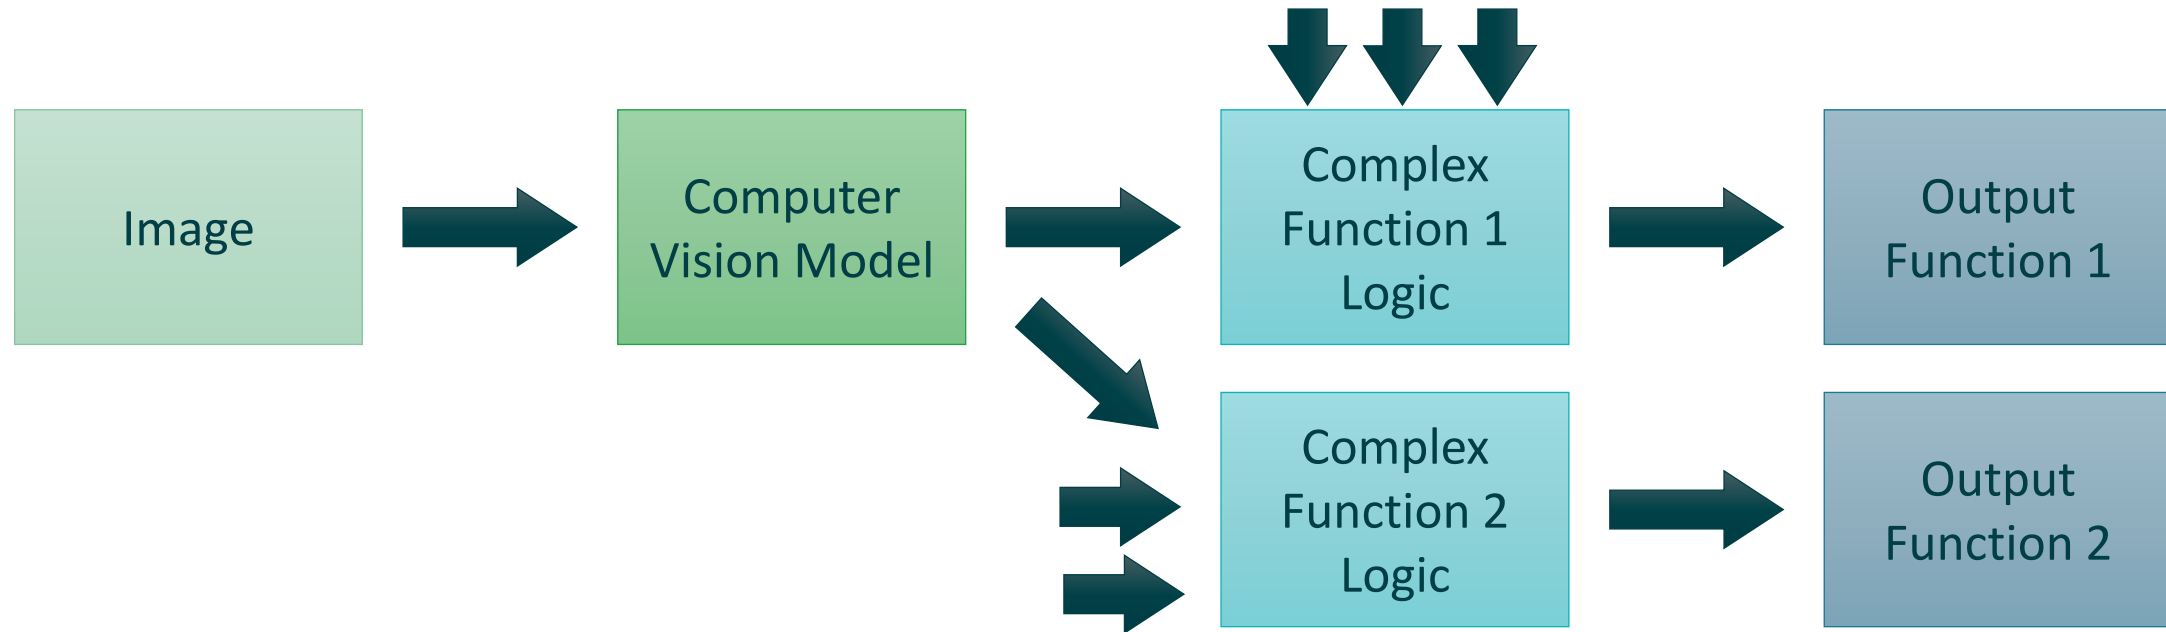 Image
Computer
Vision Model
Complex
Function 1
Logic
Output
Function 1
Complex
Function 2
Logic
Output
Function 2